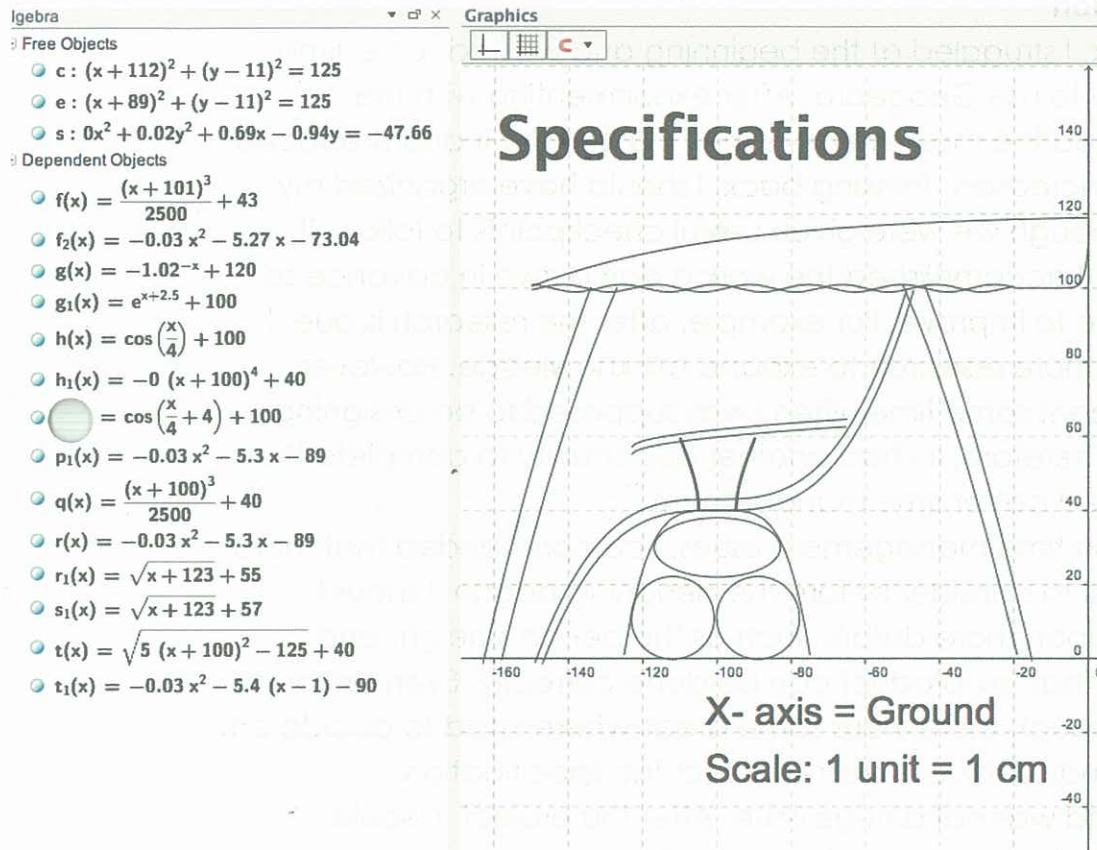 lgebra
Graphics
Free Objects
c : (x + 112)² + (y − 11)² = 125
e : (x + 89)² + (y − 11)² = 125
s : 0x² + 0.02y² + 0.69x − 0.94y = −47.66
Dependent Objects
f(x) = (x + 101)³ / 2500 + 43
f₂(x) = −0.03 x² − 5.27 x − 73.04
g(x) = −1.02⁻ˣ + 120
g₁(x) = eˣ⁺²·⁵ + 100
h(x) = cos(x/4) + 100
h₁(x) = −0 (x + 100)⁴ + 40
= cos(x/4 + 4) + 100
p₁(x) = −0.03 x² − 5.3 x − 89
q(x) = (x + 100)³ / 2500 + 40
r(x) = −0.03 x² − 5.3 x − 89
r₁(x) = √(x + 123) + 55
s₁(x) = √(x + 123) + 57
t(x) = √(5 (x + 100)² − 125) + 40
t₁(x) = −0.03 x² − 5.4 (x − 1) − 90
Specifications
140
120
100
80
60
40
20
0
-160 -140 -120 -100 -80 -60 -40 -20 0
-20
-40
X- axis = Ground
Scale: 1 unit = 1 cm